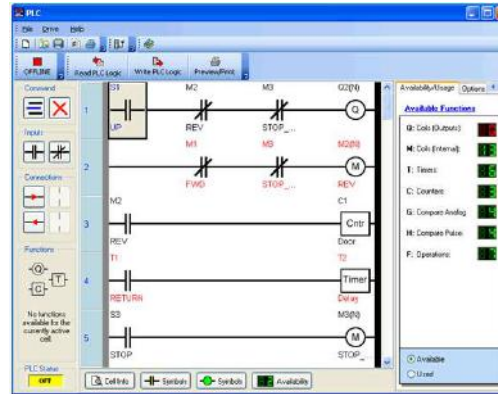 PLC
File Drive Help
OFFLINE Read PLC Logic Write PLC Logic Preview/Print
Command
Inputs
Connections
Functions
Q
T
C
No functions
available for the
currently active
cell.
PLC Status
OFF
S1 M2 M3 Q2(N)
1 Q
UP REV STOP_...
M1 M3 M2(N)
2 M
FWD STOP_... REV
M2 C1
3 Cntr
REV Door
T1 T2
4 Timer
RETURN Delay
S3 M3(N)
5 M
STOP STOP_...
Cell Info Symbols Symbols Availability
Availability/Usage Options
Available Functions
Q: Coils (Outputs):
M: Coils (Internal):
T: Timers:
C: Counters:
G: Compare Analog:
H: Compare Pulse:
F: Operations:
Available
Used